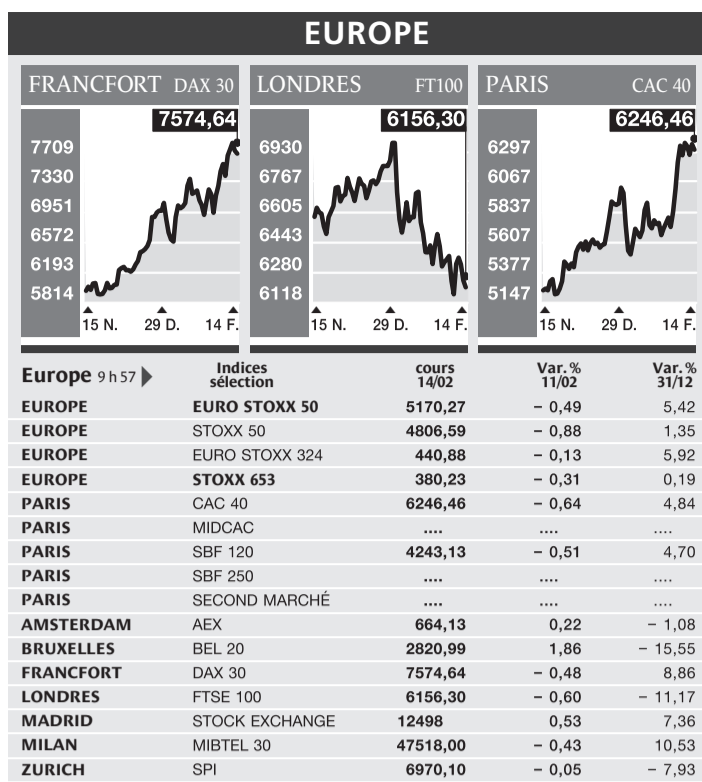 EUROPE
FRANCFORT DAX 30
7574,64
7709
7330
6951
6572
6193
5814
15 N. 29 D. 14 F.
LONDRES FT100
6156,30
6930
6767
6605
6443
6280
6118
15 N. 29 D. 14 F.
PARIS CAC 40
6246,46
6297
6067
5837
5607
5377
5147
15 N. 29 D. 14 F.
Europe 9 h 57 Indices sélection cours 14/02 Var. % 11/02 Var. % 31/12
EUROPE EURO STOXX 50 5170,27 – 0,49 5,42
EUROPE STOXX 50 4806,59 – 0,88 1,35
EUROPE EURO STOXX 324 440,88 – 0,13 5,92
EUROPE STOXX 653 380,23 – 0,31 0,19
PARIS CAC 40 6246,46 – 0,64 4,84
PARIS MIDCAC .... .... ....
PARIS SBF 120 4243,13 – 0,51 4,70
PARIS SBF 250 .... .... ....
PARIS SECOND MARCHÉ .... .... ....
AMSTERDAM AEX 664,13 0,22 – 1,08
BRUXELLES BEL 20 2820,99 1,86 – 15,55
FRANCFORT DAX 30 7574,64 – 0,48 8,86
LONDRES FTSE 100 6156,30 – 0,60 – 11,17
MADRID STOCK EXCHANGE 12498 0,53 7,36
MILAN MIBTEL 30 47518,00 – 0,43 10,53
ZURICH SPI 6970,10 – 0,05 – 7,93